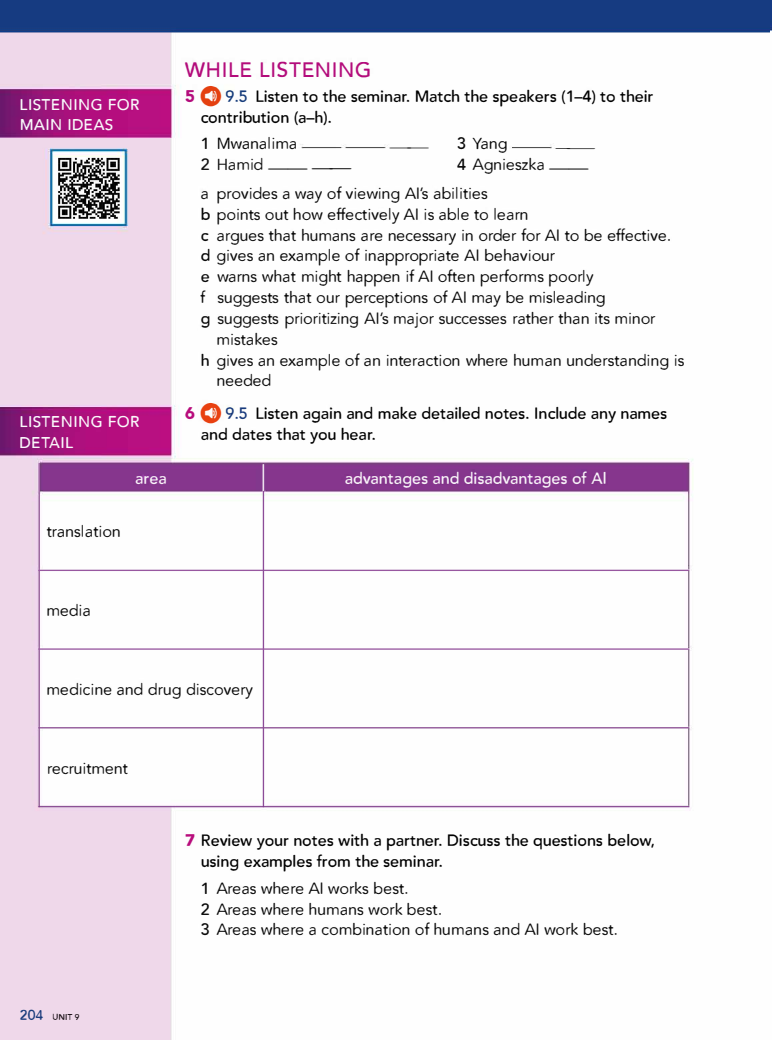 WHILE LISTENING
LISTENING FOR
MAIN IDEAS
5 9.5 Listen to the seminar. Match the speakers (1–4) to their
contribution (a–h).
1 Mwanalima _____ _____ _____
2 Hamid _____ _____
3 Yang _____ _____
4 Agnieszka _____
a provides a way of viewing AI's abilities
b points out how effectively AI is able to learn
c argues that humans are necessary in order for AI to be effective.
d gives an example of inappropriate AI behaviour
e warns what might happen if AI often performs poorly
f suggests that our perceptions of AI may be misleading
g suggests prioritizing AI's major successes rather than its minor
mistakes
h gives an example of an interaction where human understanding is
needed
LISTENING FOR
DETAIL
6 9.5 Listen again and make detailed notes. Include any names
and dates that you hear.
area
advantages and disadvantages of AI
translation
media
medicine and drug discovery
recruitment
7 Review your notes with a partner. Discuss the questions below,
using examples from the seminar.
1 Areas where AI works best.
2 Areas where humans work best.
3 Areas where a combination of humans and AI work best.
204 UNIT 9